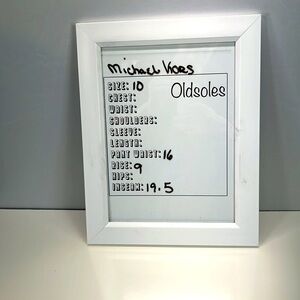 Michael Kors
SIZE: 10
Oldsoles
CHEST:
WAIST:
SHOULDERS:
SLEEVE:
LENGTH:
PANT WAIST: 16
RISE: 9
HIPS:
INSEAM: 19.5